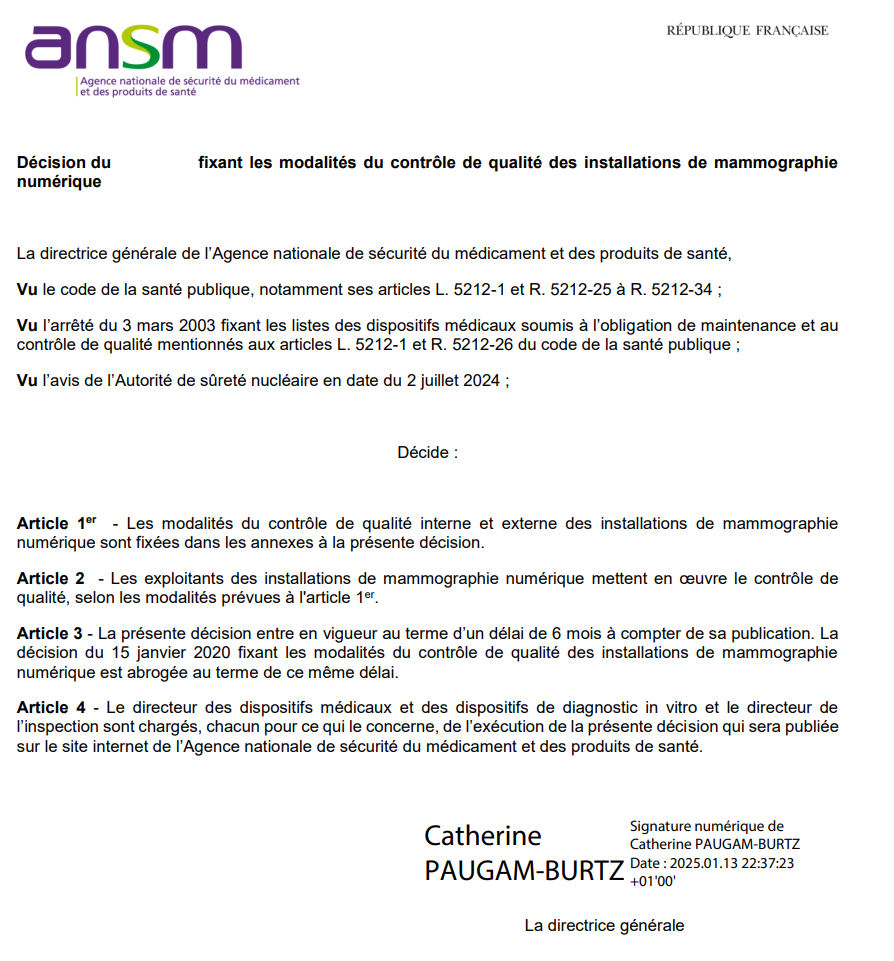 ansm
Agence nationale de sécurité du médicament
et des produits de santé
RÉPUBLIQUE FRANÇAISE
Décision du fixant les modalités du contrôle de qualité des installations de mammographie
numérique
La directrice générale de l’Agence nationale de sécurité du médicament et des produits de santé,
Vu le code de la santé publique, notamment ses articles L. 5212-1 et R. 5212-25 à R. 5212-34 ;
Vu l’arrêté du 3 mars 2003 fixant les listes des dispositifs médicaux soumis à l’obligation de maintenance et au
contrôle de qualité mentionnés aux articles L. 5212-1 et R. 5212-26 du code de la santé publique ;
Vu l’avis de l’Autorité de sûreté nucléaire en date du 2 juillet 2024 ;
Décide :
Article 1er - Les modalités du contrôle de qualité interne et externe des installations de mammographie
numérique sont fixées dans les annexes à la présente décision.
Article 2 - Les exploitants des installations de mammographie numérique mettent en œuvre le contrôle de
qualité, selon les modalités prévues à l'article 1er.
Article 3 - La présente décision entre en vigueur au terme d’un délai de 6 mois à compter de sa publication. La
décision du 15 janvier 2020 fixant les modalités du contrôle de qualité des installations de mammographie
numérique est abrogée au terme de ce même délai.
Article 4 - Le directeur des dispositifs médicaux et des dispositifs de diagnostic in vitro et le directeur de
l’inspection sont chargés, chacun pour ce qui le concerne, de l’exécution de la présente décision qui sera publiée
sur le site internet de l’Agence nationale de sécurité du médicament et des produits de santé.
Catherine
PAUGAM-BURTZ
Signature numérique de
Catherine PAUGAM-BURTZ
Date : 2025.01.13 22:37:23
+01'00'
La directrice générale